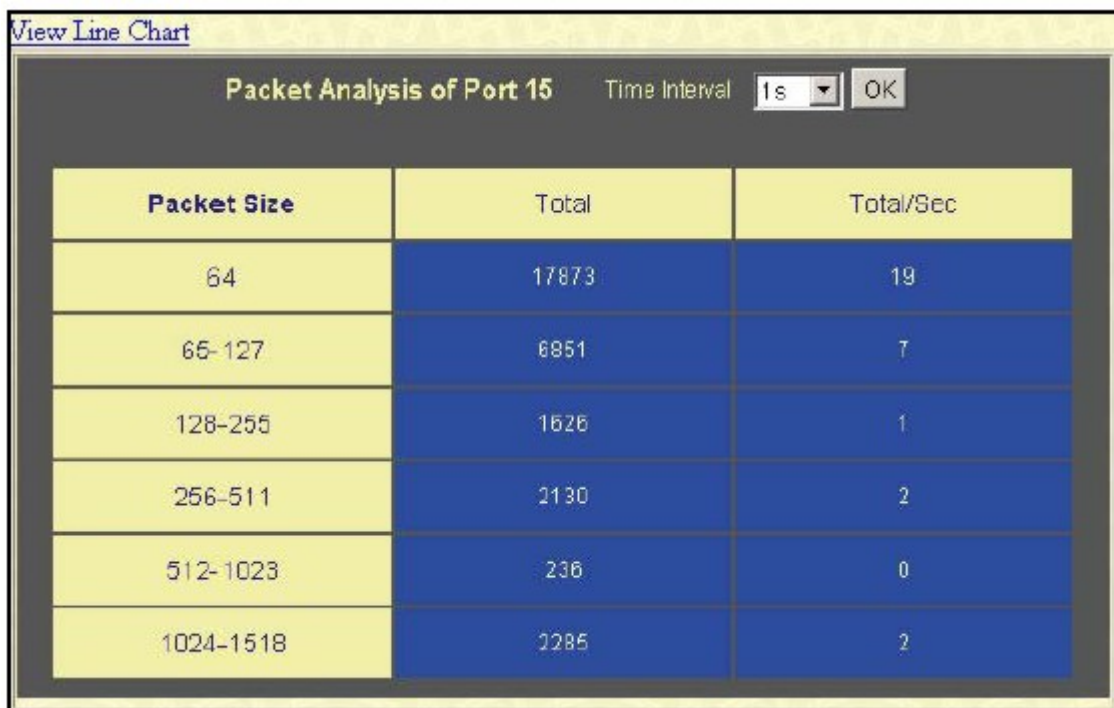 View Line Chart
Packet Analysis of Port 15 Time Interval 1s OK
Packet Size Total Total/Sec
64 17873 19
65-127 6851 7
128-255 1626 1
256-511 2130 2
512-1023 236 0
1024-1518 2285 2